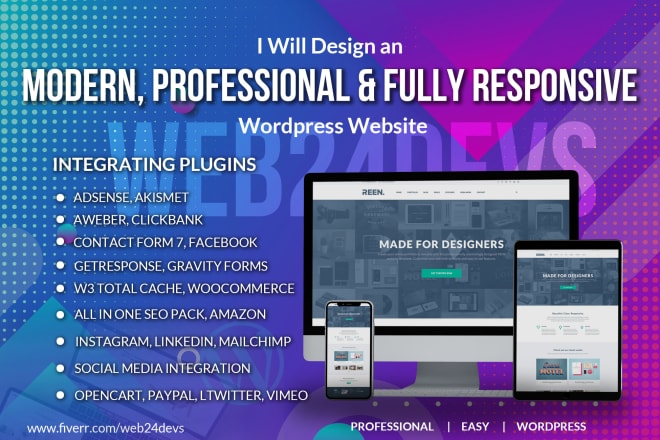 I Will Design an
MODERN, PROFESSIONAL & FULLY RESPONSIVE
Wordpress Website
WEB24DEVS
INTEGRATING PLUGINS
ADSENSE, AKISMET
AWEBER, CLICKBANK
CONTACT FORM 7, FACEBOOK
GETRESPONSE, GRAVITY FORMS
W3 TOTAL CACHE, WOOCOMMERCE
ALL IN ONE SEO PACK, AMAZON
INSTAGRAM, LINKEDIN, MAILCHIMP
SOCIAL MEDIA INTEGRATION
OPENCART, PAYPAL, LTWITTER, VIMEO
REEN.
MADE FOR DESIGNERS
REEN.
MADE FOR DESIGNERS
www.fiverr.com/web24devs
PROFESSIONAL | EASY | WORDPRESS